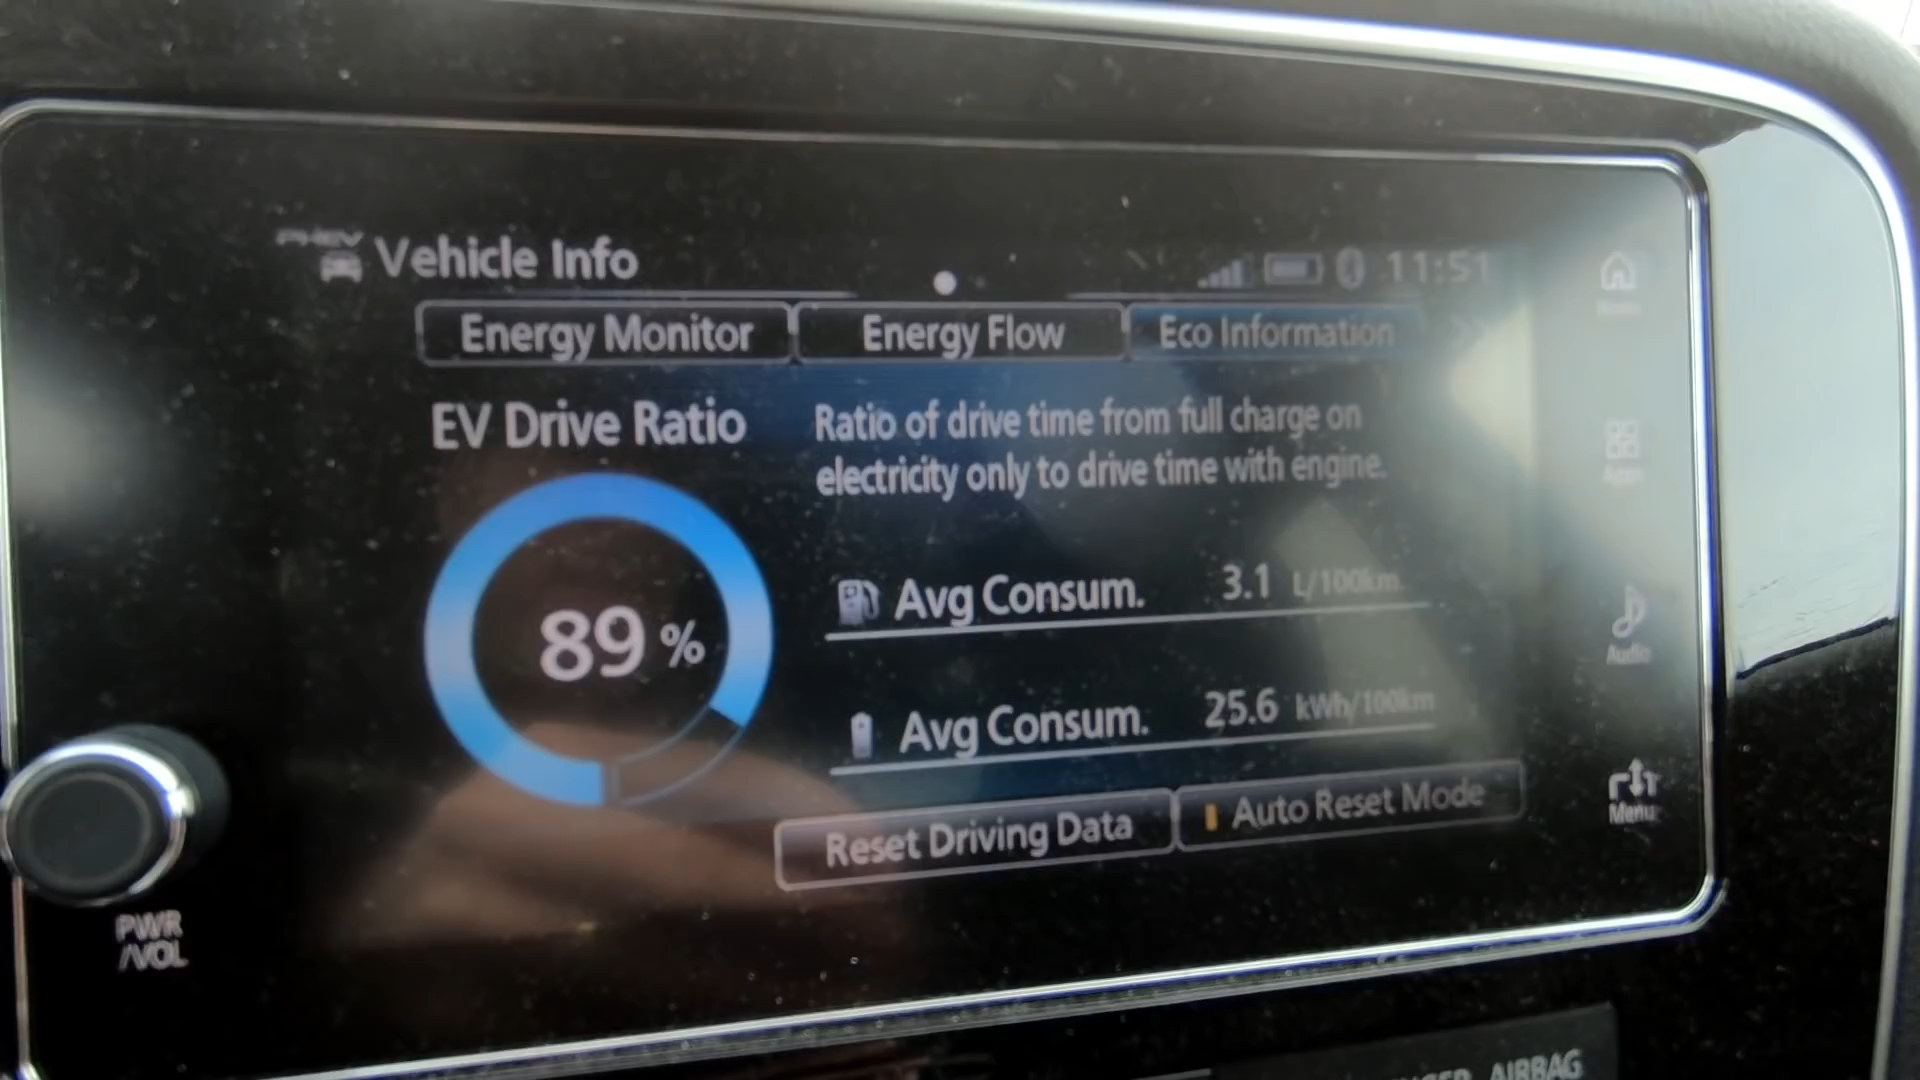 PHEV
Vehicle Info
11:51
Energy Monitor
Energy Flow
Eco Information
EV Drive Ratio
Ratio of drive time from full charge on
electricity only to drive time with engine.
89 %
Avg Consum. 3.1 L/100km
Avg Consum. 25.6 kWh/100km
Reset Driving Data
Auto Reset Mode
Audio
Menu
PWR
/VOL
AIRBAG